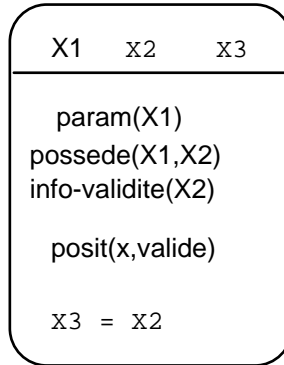 X1 X2 X3
param(X1)
possede(X1,X2)
info-validite(X2)
posit(x,valide)
X3 = X2